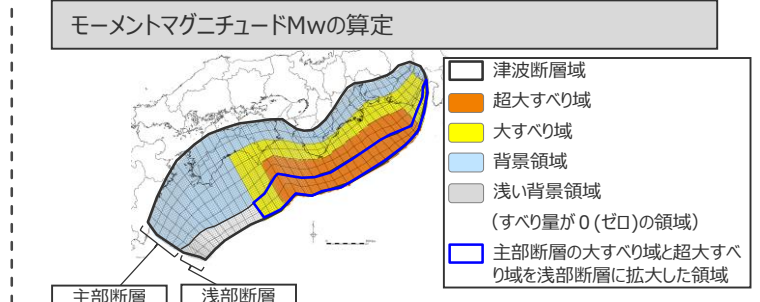 モーメントマグニチュードMwの算定
津波断層域
超大すべり域
大すべり域
背景領域
浅い背景領域
(すべり量が0(ゼロ)の領域)
主部断層の大すべり域と超大すべ
り域を浅部断層に拡大した領域
主部断層
浅部断層